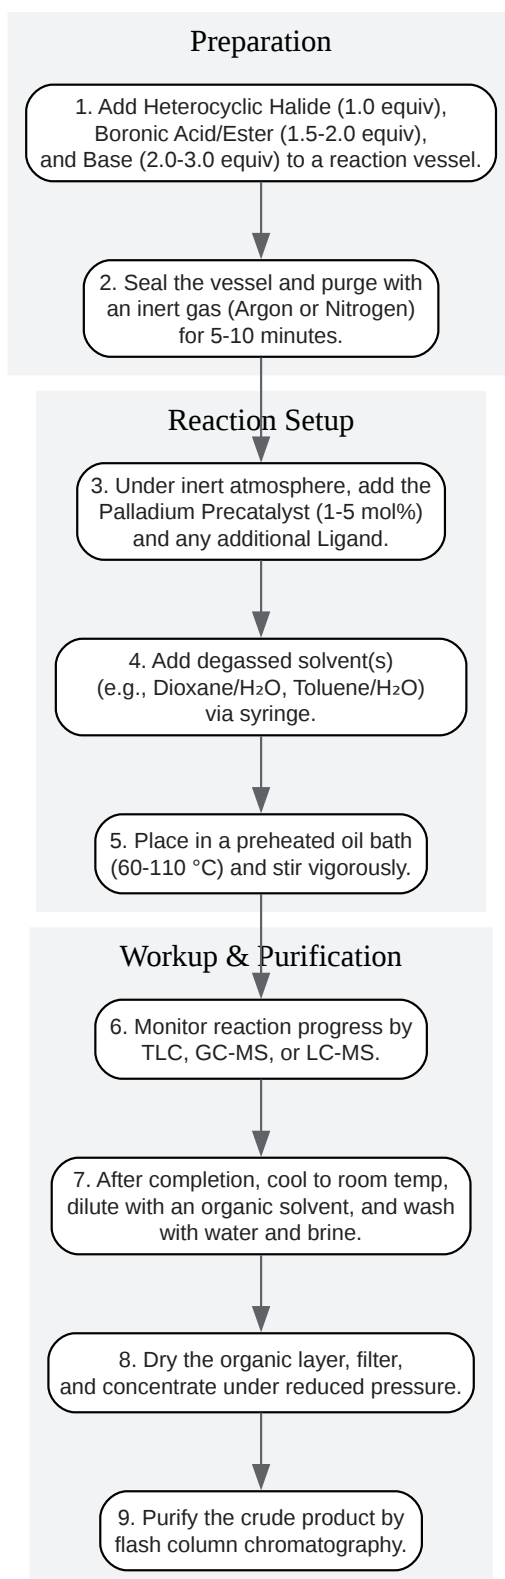 Preparation
1. Add Heterocyclic Halide (1.0 equiv),
Boronic Acid/Ester (1.5-2.0 equiv),
and Base (2.0-3.0 equiv) to a reaction vessel.
2. Seal the vessel and purge with
an inert gas (Argon or Nitrogen)
for 5-10 minutes.
Reaction Setup
3. Under inert atmosphere, add the
Palladium Precatalyst (1-5 mol%)
and any additional Ligand.
4. Add degassed solvent(s)
(e.g., Dioxane/H₂O, Toluene/H₂O)
via syringe.
5. Place in a preheated oil bath
(60-110 °C) and stir vigorously.
Workup & Purification
6. Monitor reaction progress by
TLC, GC-MS, or LC-MS.
7. After completion, cool to room temp,
dilute with an organic solvent, and wash
with water and brine.
8. Dry the organic layer, filter,
and concentrate under reduced pressure.
9. Purify the crude product by
flash column chromatography.